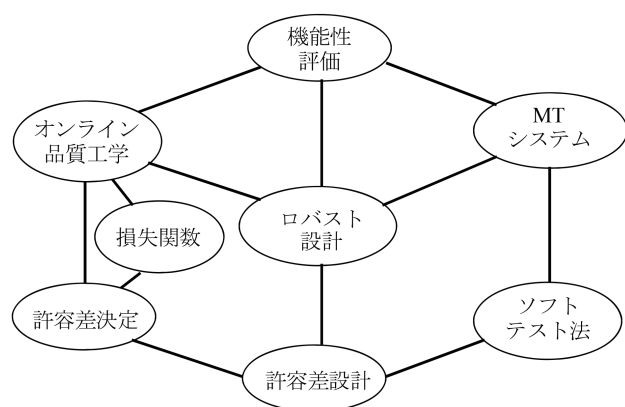 機能性
評価
オンライン
品質工学
MT
システム
ロバスト
設計
損失関数
許容差決定
ソフト
テスト法
許容差設計